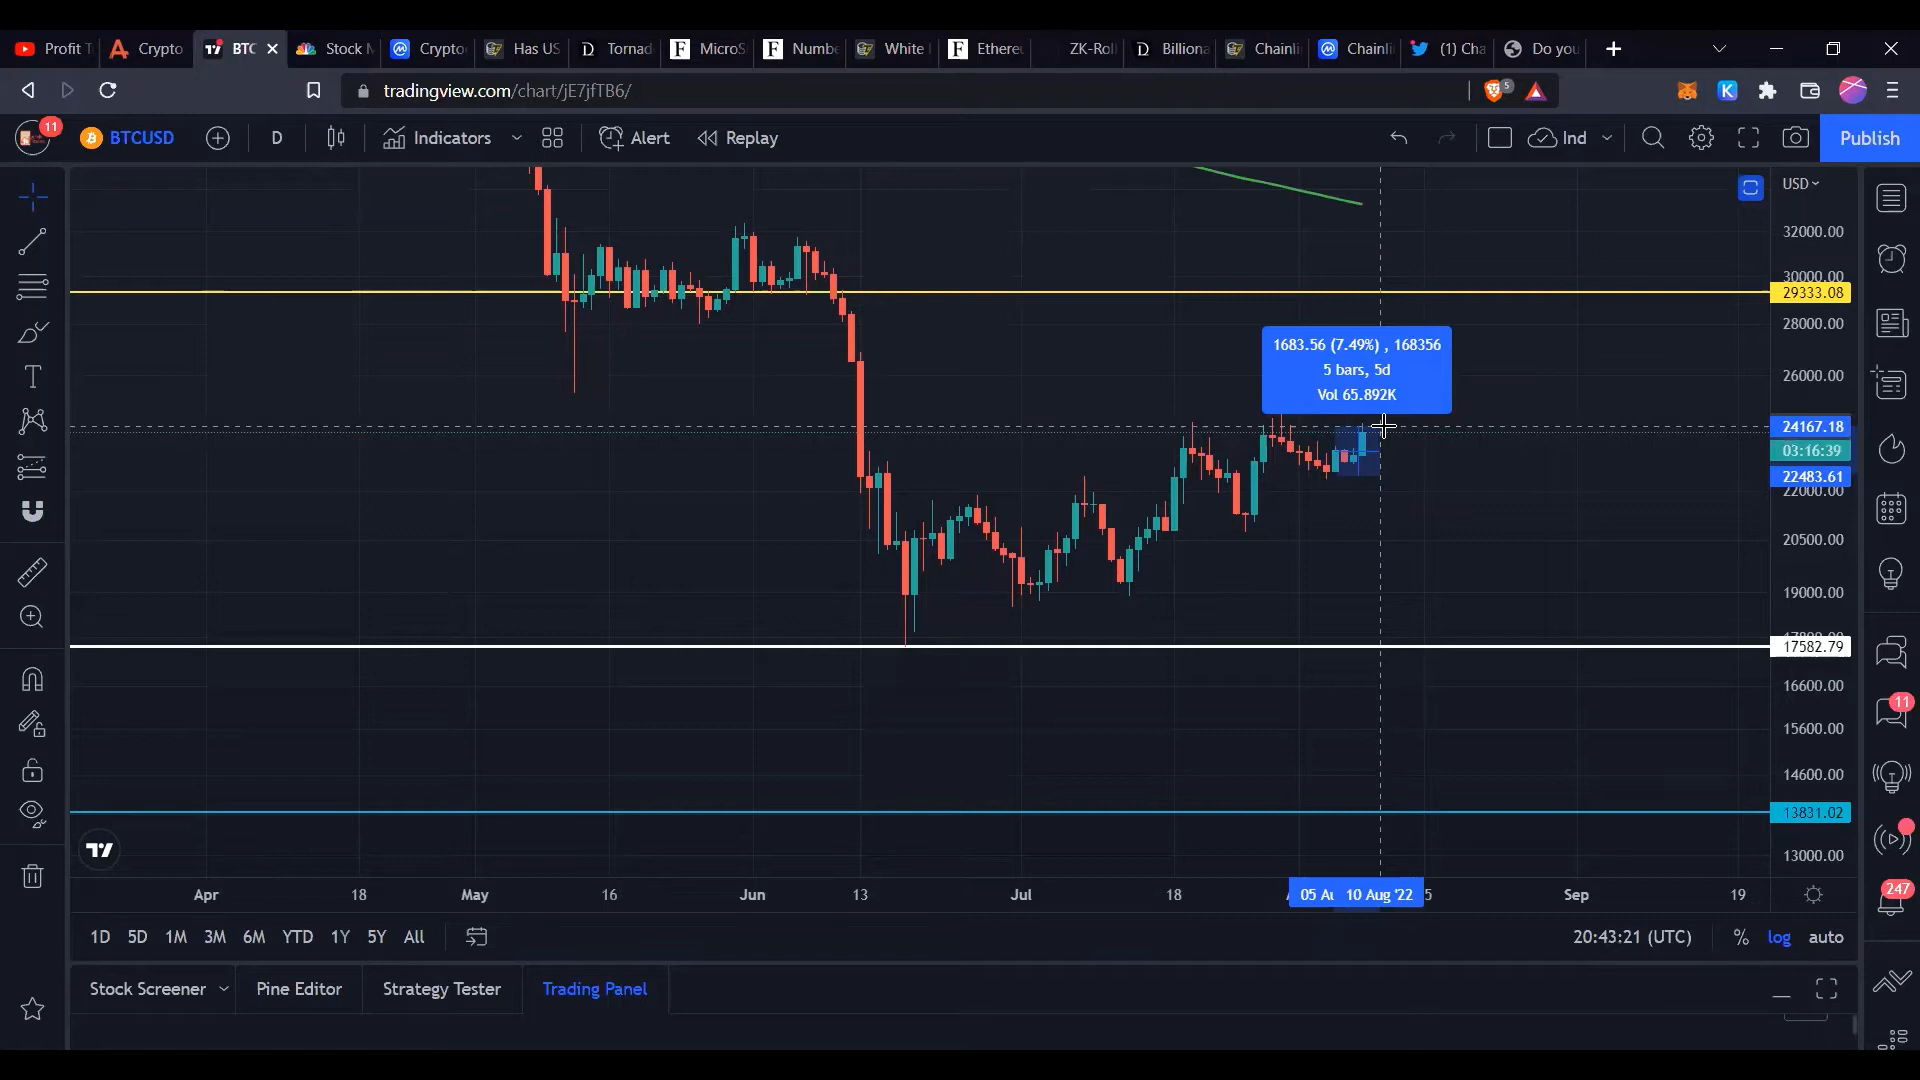 Profit T
Crypto
BTC
Stock M
Crypto
Has US
Tornad
MicroS
Numbe
White
Ethereu
ZK-Roll
Billiona
Chainli
Chainli
(1) Cha
Do you
tradingview.com/chart/jE7jfTB6/
5
11
BTCUSD
D
Indicators
Alert
Replay
Ind
Publish
USD
32000.00
30000.00
29333.08
28000.00
1683.56 (7.49%) , 168356
5 bars, 5d
Vol 65.892K
26000.00
24167.18
03:16:39
22483.61
22000.00
20500.00
19000.00
17582.79
16600.00
15600.00
14600.00
13831.02
13000.00
11
247
Apr
18
May
16
Jun
13
Jul
18
05 Au
10 Aug '22
5
Sep
19
1D
5D
1M
3M
6M
YTD
1Y
5Y
All
20:43:21 (UTC)
%
log
auto
Stock Screener
Pine Editor
Strategy Tester
Trading Panel